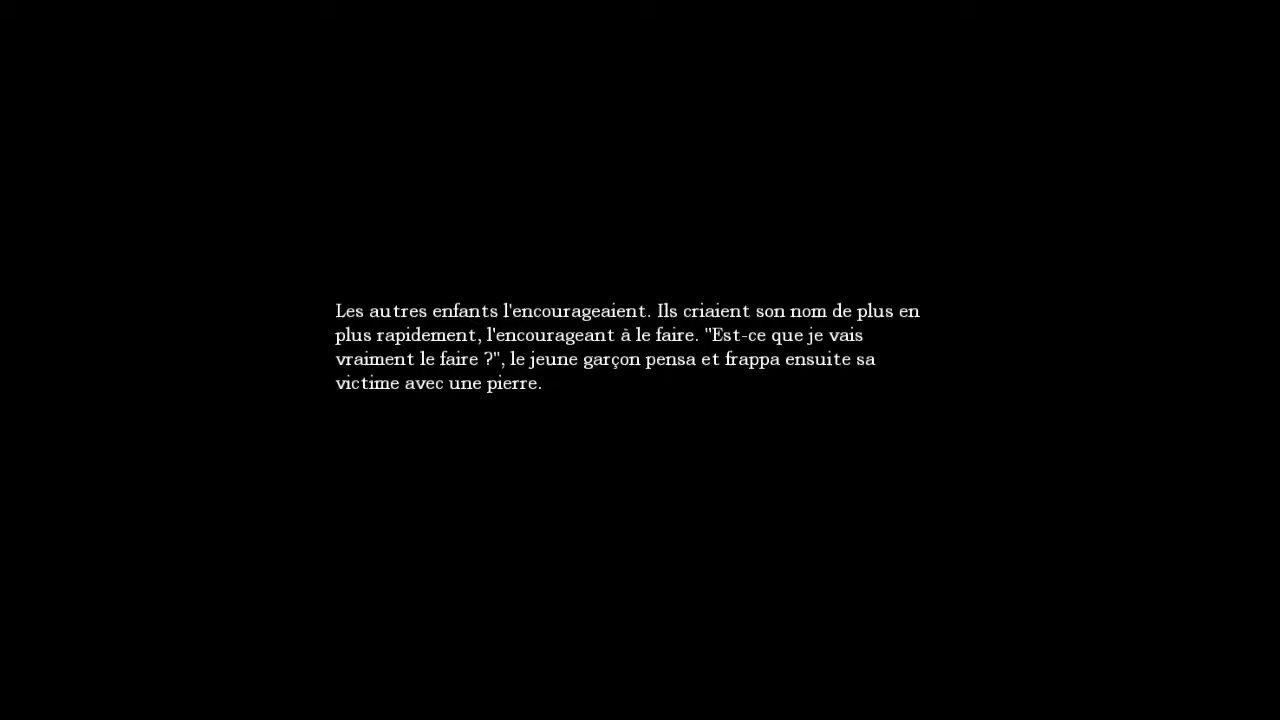 Les autres enfants l'encourageaient. Ils criaient son nom de plus en
plus rapidement, l'encourageant à le faire. "Est-ce que je vais
vraiment le faire ?", le jeune garçon pensa et frappa ensuite sa
victime avec une pierre.